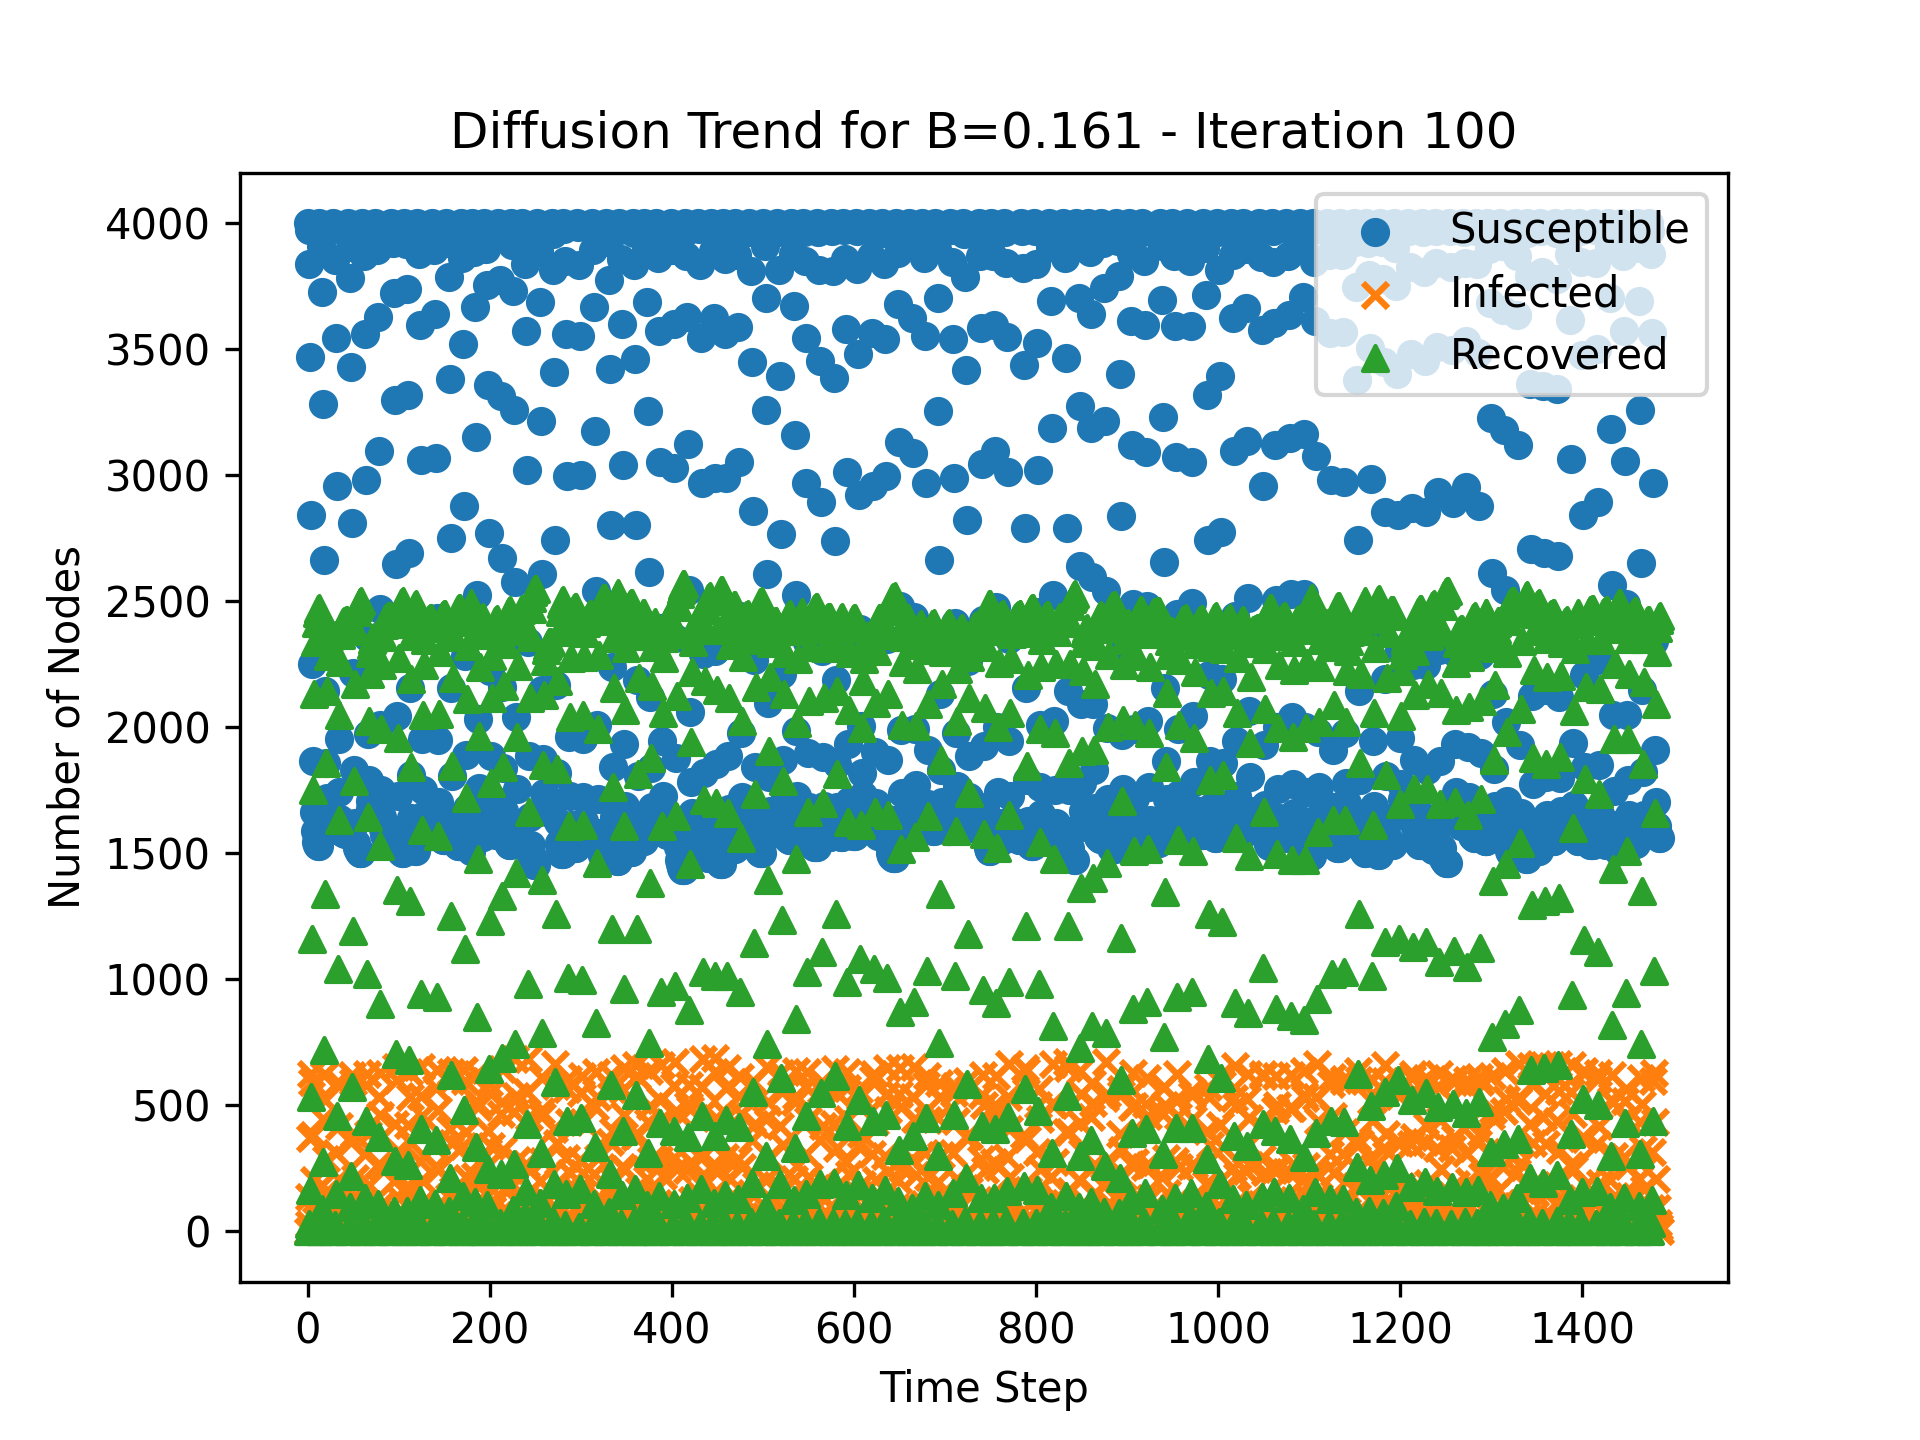 Diffusion Trend for B=0.161 - Iteration 100
Susceptible
Infected
Recovered
Number of Nodes
4000
3500
3000
2500
2000
1500
1000
500
0
0 200 400 600 800 1000 1200 1400
Time Step